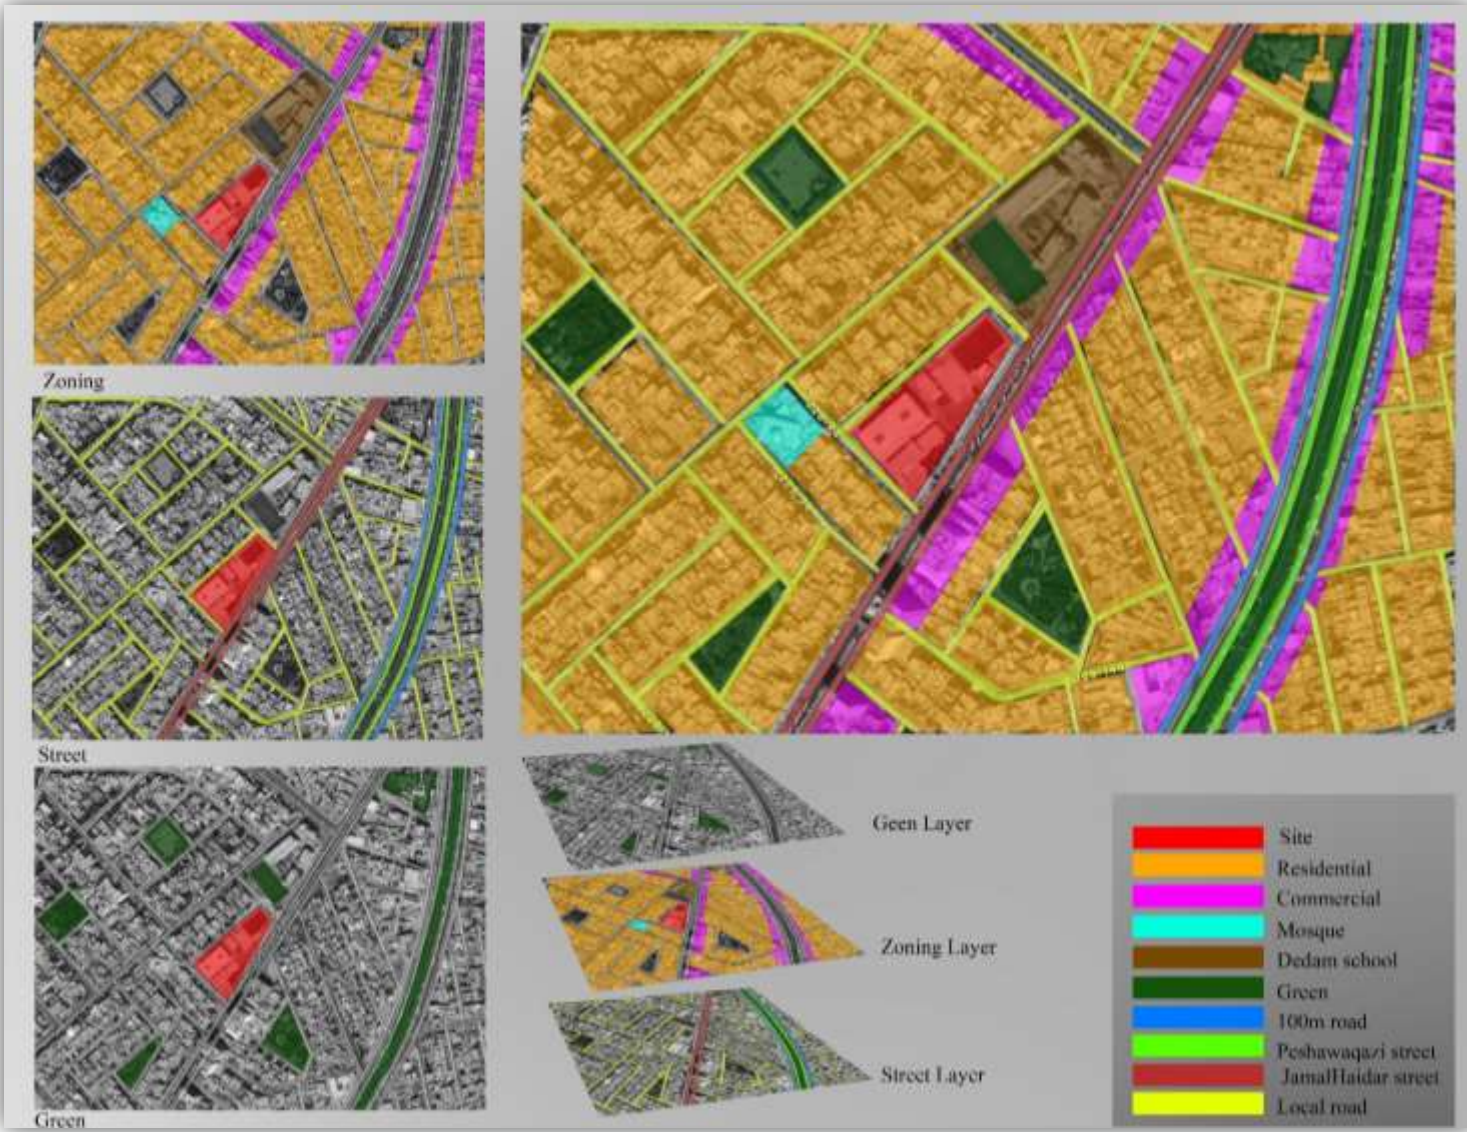 Zoning
Street
Green
Geen Layer
Zoning Layer
Street Layer
Site
Residential
Commercial
Mosque
Dedam school
Green
100m road
Peshawaqazi street
JamalHaidar street
Local road